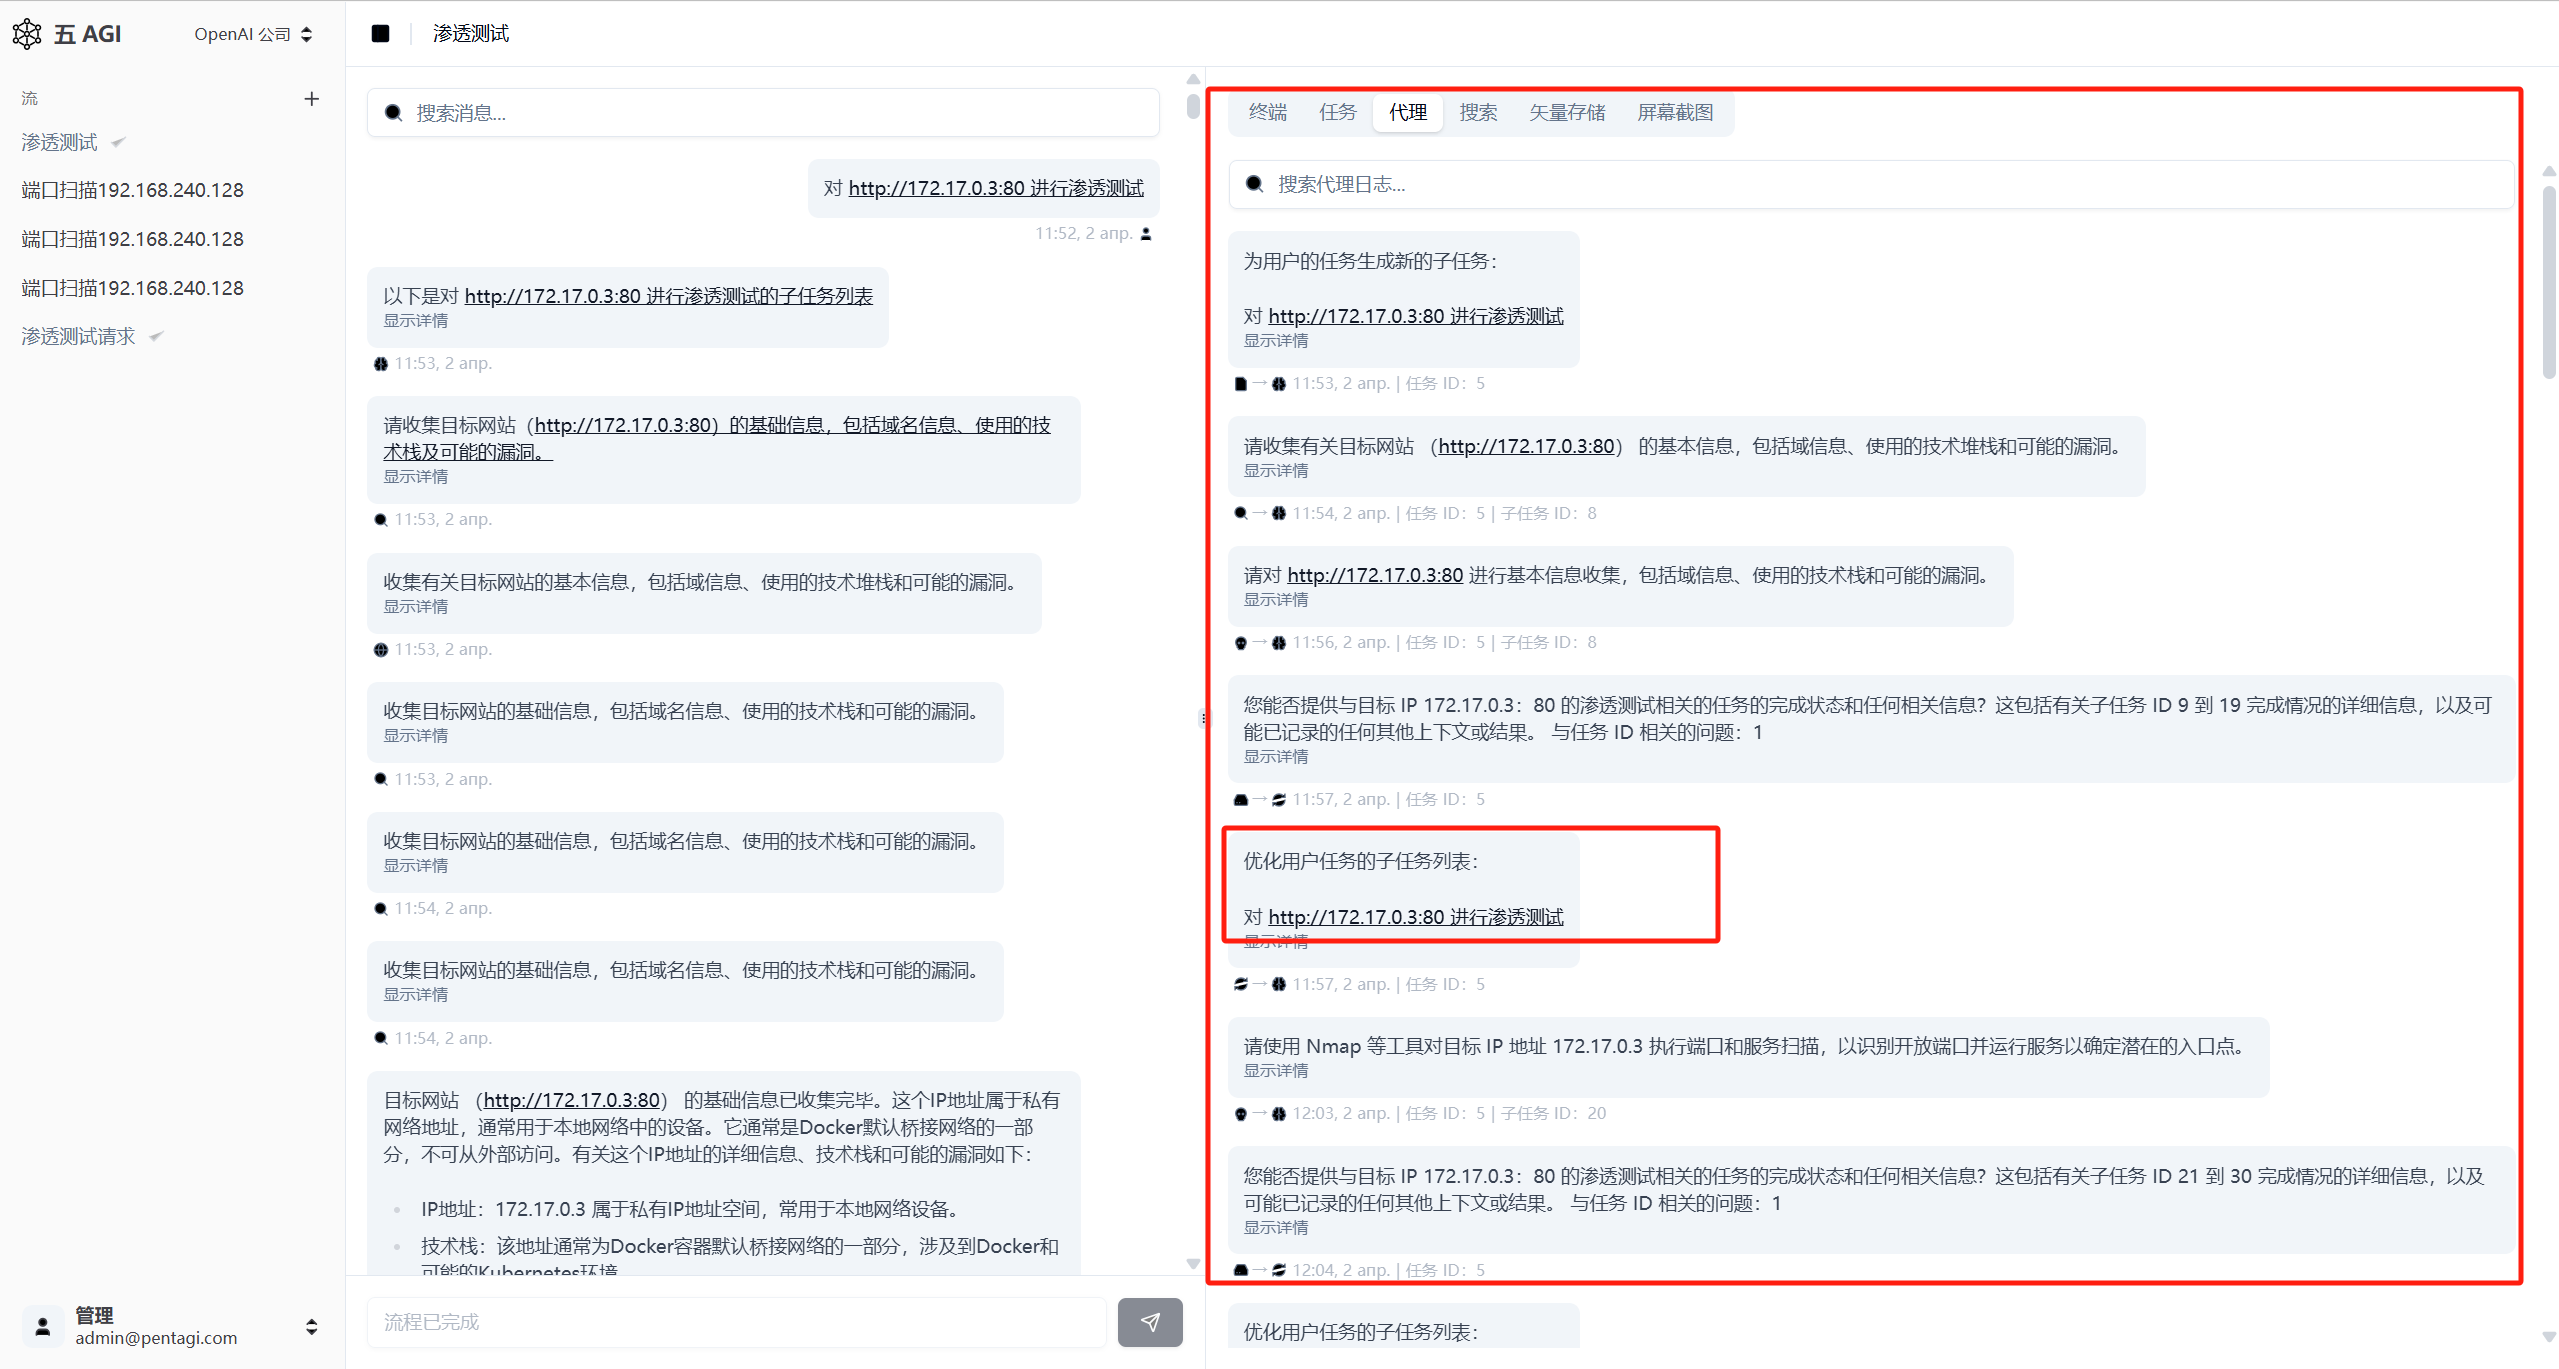 五 AGI
OpenAI 公司
流
渗透测试
端口扫描192.168.240.128
端口扫描192.168.240.128
端口扫描192.168.240.128
渗透测试请求
管理
admin@pentagi.com
渗透测试
搜索消息...
对 http://172.17.0.3:80 进行渗透测试
11:52, 2 апр.
以下是对 http://172.17.0.3:80 进行渗透测试的子任务列表
显示详情
11:53, 2 апр.
请收集目标网站（http://172.17.0.3:80）的基础信息，包括域名信息、使用的技
术栈及可能的漏洞。
显示详情
11:53, 2 апр.
收集有关目标网站的基本信息，包括域信息、使用的技术堆栈和可能的漏洞。
显示详情
11:53, 2 апр.
收集目标网站的基础信息，包括域名信息、使用的技术栈和可能的漏洞。
显示详情
11:53, 2 апр.
收集目标网站的基础信息，包括域名信息、使用的技术栈和可能的漏洞。
显示详情
11:54, 2 апр.
收集目标网站的基础信息，包括域名信息、使用的技术栈和可能的漏洞。
显示详情
11:54, 2 апр.
目标网站 （http://172.17.0.3:80） 的基础信息已收集完毕。这个IP地址属于私有
网络地址，通常用于本地网络中的设备。它通常是Docker默认桥接网络的一部
分，不可从外部访问。有关这个IP地址的详细信息、技术栈和可能的漏洞如下：
IP地址：172.17.0.3 属于私有IP地址空间，常用于本地网络设备。
技术栈：该地址通常为Docker容器默认桥接网络的一部分，涉及到Docker和
可能的Kubernetes环境
流程已完成
终端 任务 代理 搜索 矢量存储 屏幕截图
搜索代理日志...
为用户的任务生成新的子任务：
对 http://172.17.0.3:80 进行渗透测试
显示详情
11:53, 2 апр. | 任务 ID：5
请收集有关目标网站 （http://172.17.0.3:80） 的基本信息，包括域信息、使用的技术堆栈和可能的漏洞。
显示详情
11:54, 2 апр. | 任务 ID：5 | 子任务 ID：8
请对 http://172.17.0.3:80 进行基本信息收集，包括域信息、使用的技术栈和可能的漏洞。
显示详情
11:56, 2 апр. | 任务 ID：5 | 子任务 ID：8
您能否提供与目标 IP 172.17.0.3：80 的渗透测试相关的任务的完成状态和任何相关信息？这包括有关子任务 ID 9 到 19 完成情况的详细信息，以及可
能已记录的任何其他上下文或结果。 与任务 ID 相关的问题：1
显示详情
11:57, 2 апр. | 任务 ID：5
优化用户任务的子任务列表：
对 http://172.17.0.3:80 进行渗透测试
显示详情
11:57, 2 апр. | 任务 ID：5
请使用 Nmap 等工具对目标 IP 地址 172.17.0.3 执行端口和服务扫描，以识别开放端口并运行服务以确定潜在的入口点。
显示详情
12:03, 2 апр. | 任务 ID：5 | 子任务 ID：20
您能否提供与目标 IP 172.17.0.3：80 的渗透测试相关的任务的完成状态和任何相关信息？这包括有关子任务 ID 21 到 30 完成情况的详细信息，以及
可能已记录的任何其他上下文或结果。 与任务 ID 相关的问题：1
显示详情
12:04, 2 апр. | 任务 ID：5
优化用户任务的子任务列表：